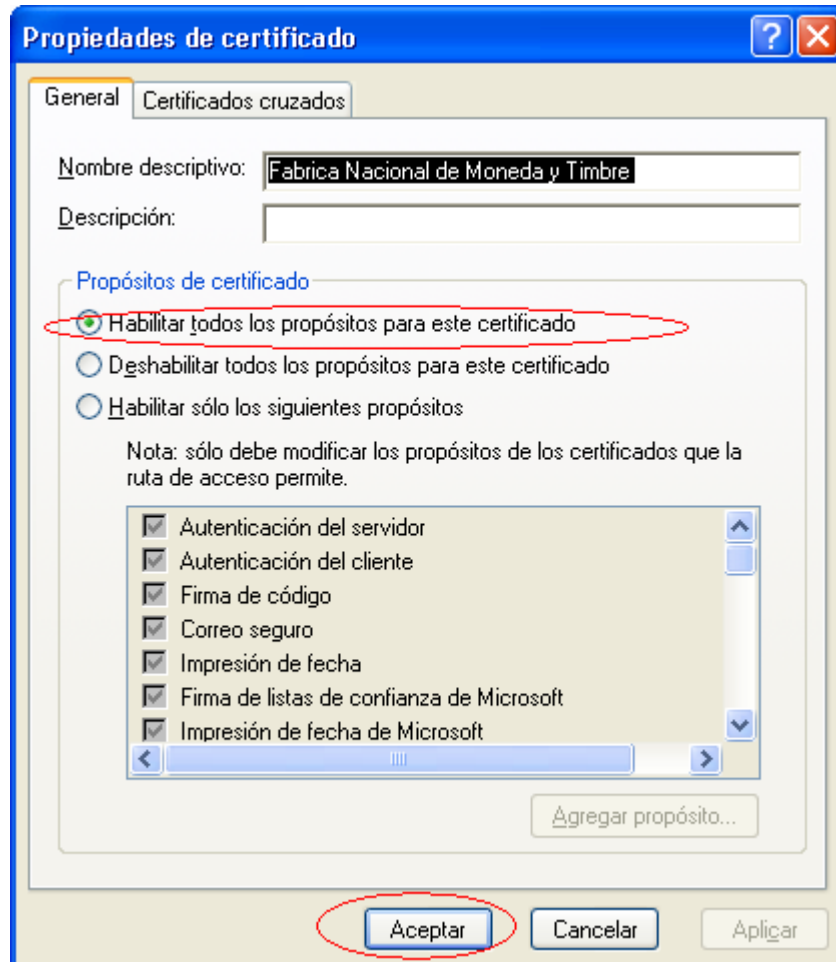 Propiedades de certificado
General
Certificados cruzados
Nombre descriptivo:
Fabrica Nacional de Moneda y Timbre
Descripción:
Propósitos de certificado
Habilitar todos los propósitos para este certificado
Deshabilitar todos los propósitos para este certificado
Habilitar sólo los siguientes propósitos
Nota: sólo debe modificar los propósitos de los certificados que la
ruta de acceso permite.
Autenticación del servidor
Autenticación del cliente
Firma de código
Correo seguro
Impresión de fecha
Firma de listas de confianza de Microsoft
Impresión de fecha de Microsoft
Agregar propósito...
Aceptar
Cancelar
Aplicar